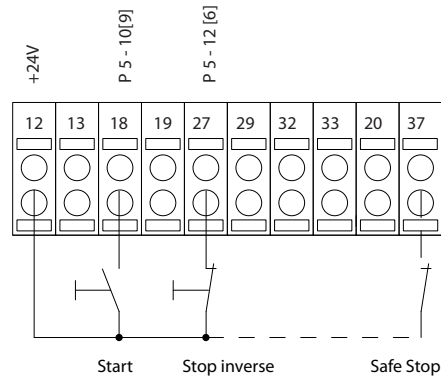 +24V
P 5 - 10[9]
P 5 - 12 [6]
12 13 18 19 27 29 32 33 20 37
Start Stop inverse Safe Stop